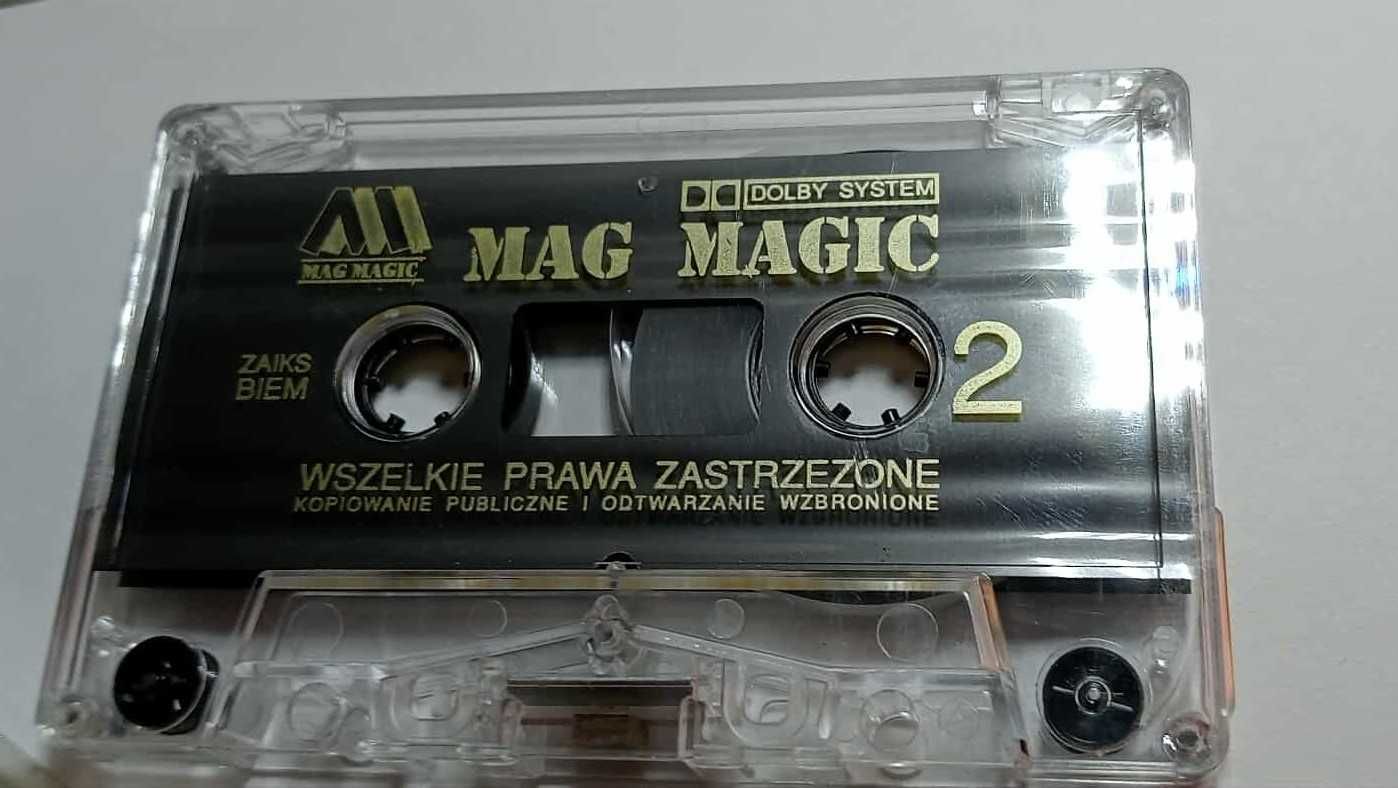 DOLBY SYSTEM
MAG MAGIC
MAG MAGIC
2
ZAIKS
BIEM
WSZELKIE PRAWA ZASTRZEZONE
KOPIOWANIE PUBLICZNE I ODTWARZANIE WZBRONIONE